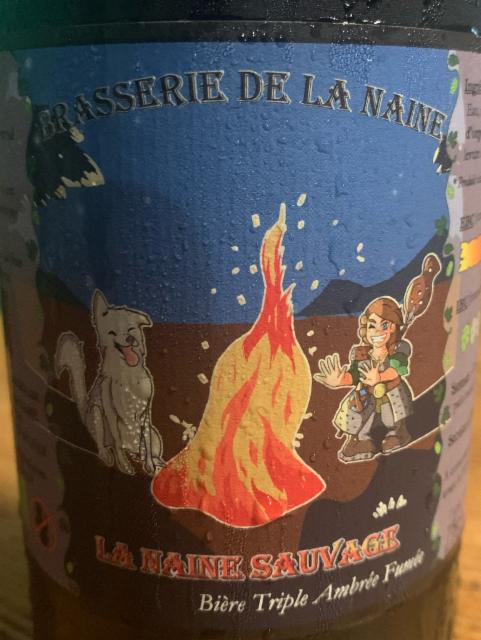 BRASSERIE DE LA NAINE
LA NAINE SAUVAGE
Bière Triple Ambrée Fumée